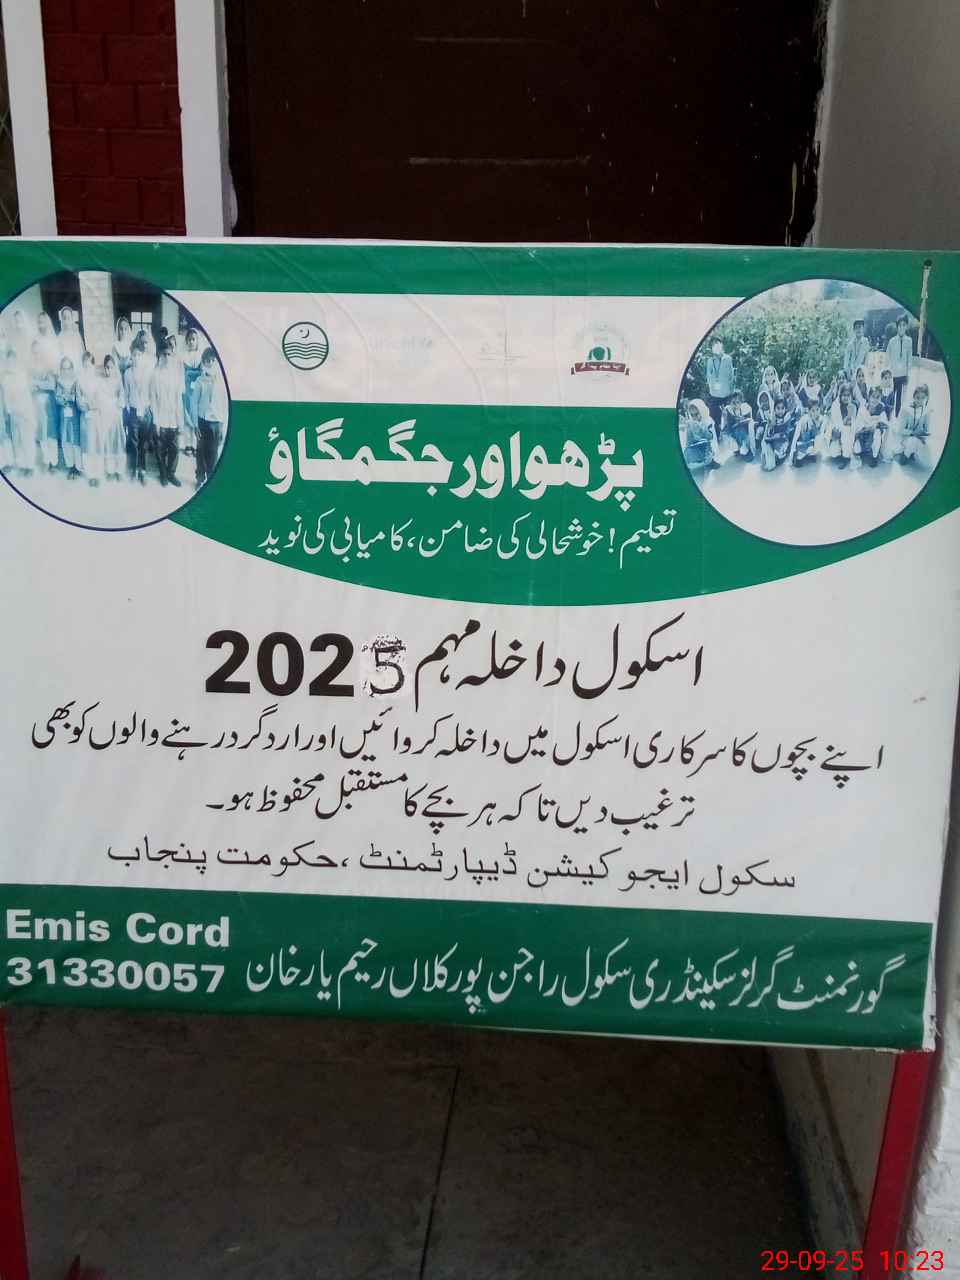 پڑھو اور جگمگاؤ
تعلیم! خوشحالی کی ضامن، کامیابی کی نوید
اسکول داخلہ مہم 2025
اپنے بچوں کا سرکاری اسکول میں داخلہ کروائیں اور اردگرد رہنے والوں کو بھی
ترغیب دیں تاکہ ہر بچے کا مستقبل محفوظ ہو۔
سکول ایجوکیشن ڈیپارٹمنٹ ،حکومت پنجاب
گورنمنٹ گرلز سکینڈری سکول راجن پور کلاں رحیم یار خان
Emis Cord
31330057
29-09-25 10:23